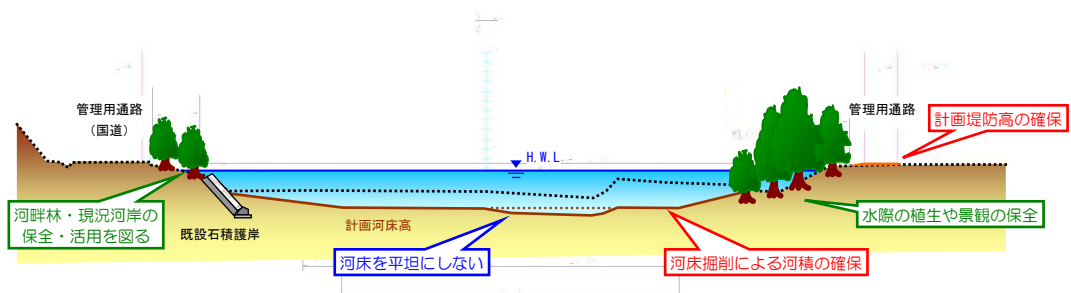 管理用通路
(国道)
管理用通路
計画堤防高の確保
H.W.L
河畔林・現況河岸の
保全・活用を図る
既設石積護岸
計画河床高
水際の植生や景観の保全
河床を平坦にしない
河床掘削による河積の確保